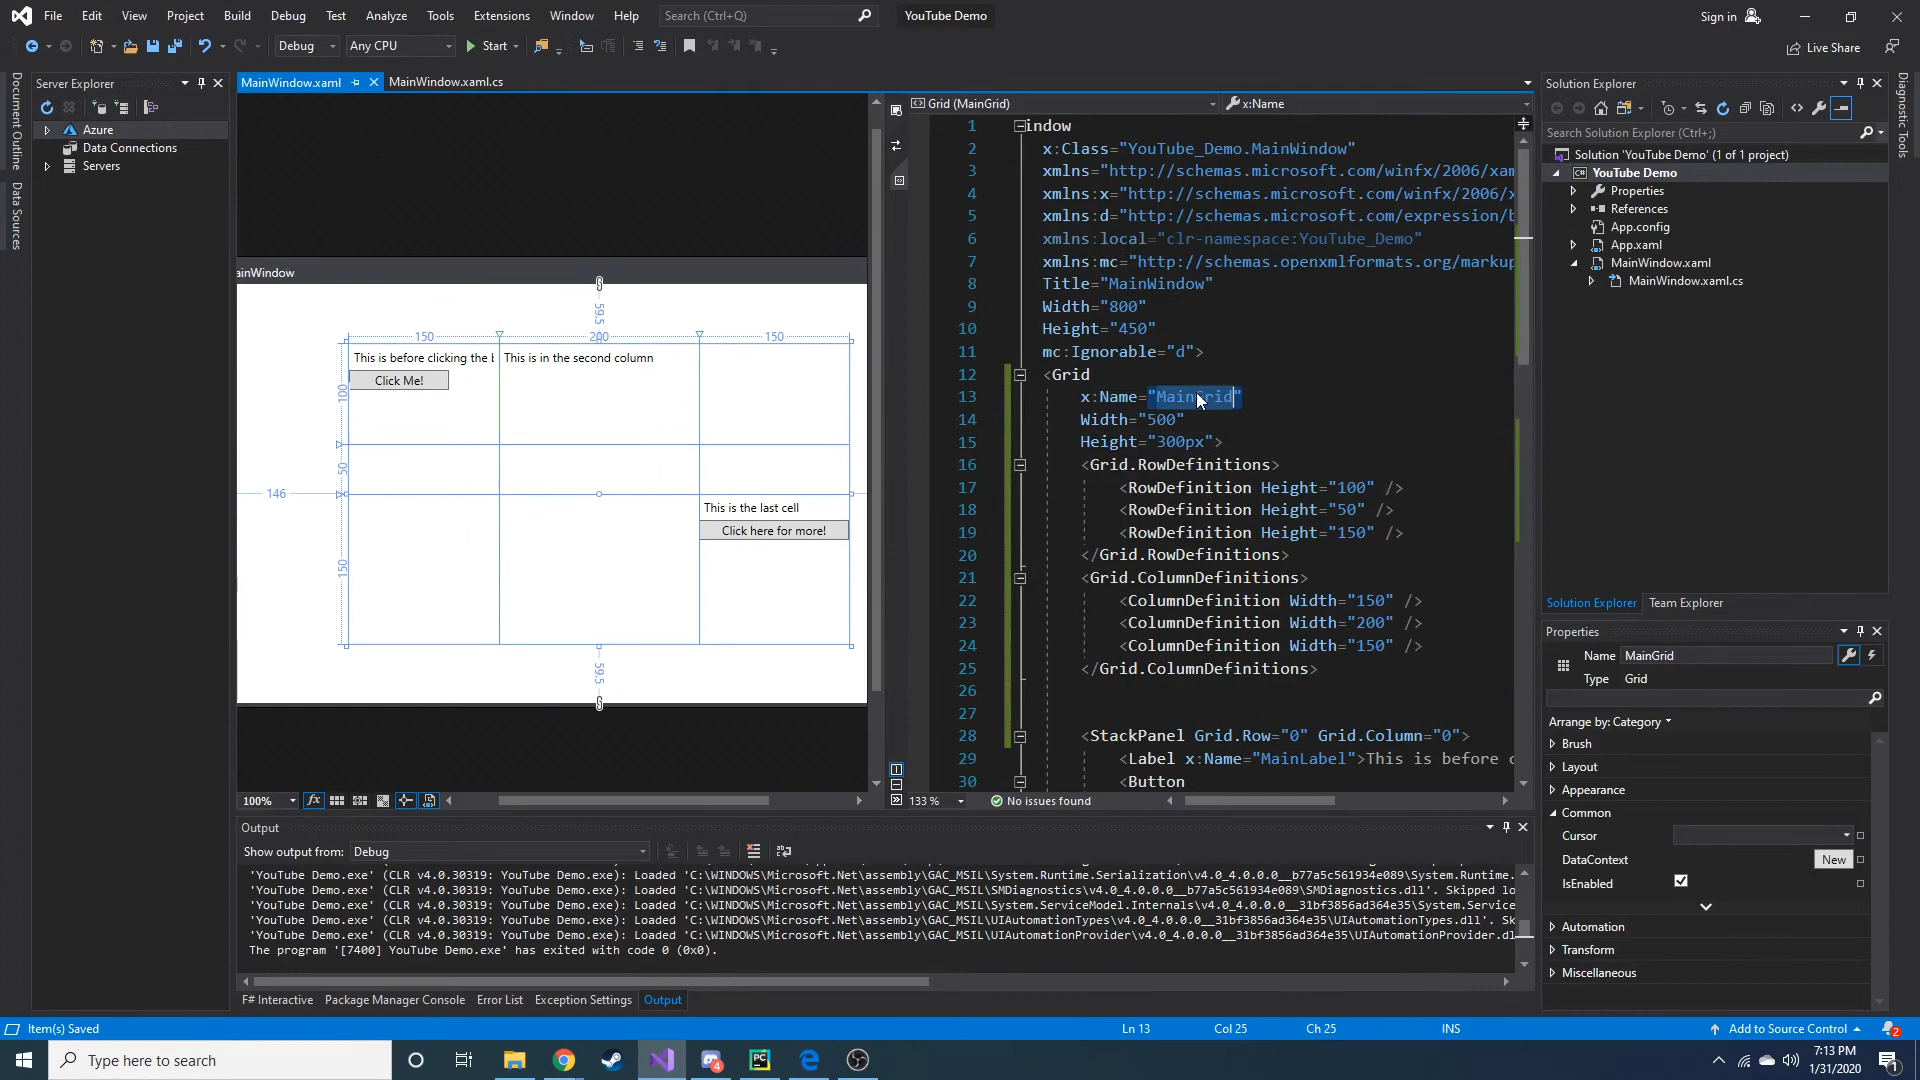 File Edit View Project Build Debug Test Analyze Tools Extensions Window Help Search (Ctrl+Q) YouTube Demo Sign in
Debug Any CPU Start Live Share
Document Outline
Data Sources
Server Explorer
Azure
Data Connections
Servers
MainWindow.xaml MainWindow.xaml.cs
ainWindow
59.5
150 200 150
This is before clicking the b This is in the second column
Click Me!
100
50
146
This is the last cell
Click here for more!
150
59.5
100% fx
Grid (MainGrid) x:Name
1 indow
2 x:Class="YouTube_Demo.MainWindow"
3 xmlns="http://schemas.microsoft.com/winfx/2006/xam
4 xmlns:x="http://schemas.microsoft.com/winfx/2006/x
5 xmlns:d="http://schemas.microsoft.com/expression/b
6 xmlns:local="clr-namespace:YouTube_Demo"
7 xmlns:mc="http://schemas.openxmlformats.org/markup
8 Title="MainWindow"
9 Width="800"
10 Height="450"
11 mc:Ignorable="d">
12 <Grid
13 x:Name="MainGrid"
14 Width="500"
15 Height="300px">
16 <Grid.RowDefinitions>
17 <RowDefinition Height="100" />
18 <RowDefinition Height="50" />
19 <RowDefinition Height="150" />
20 </Grid.RowDefinitions>
21 <Grid.ColumnDefinitions>
22 <ColumnDefinition Width="150" />
23 <ColumnDefinition Width="200" />
24 <ColumnDefinition Width="150" />
25 </Grid.ColumnDefinitions>
26
27
28 <StackPanel Grid.Row="0" Grid.Column="0">
29 <Label x:Name="MainLabel">This is before c
30 <Button
133 % No issues found
Output
Show output from: Debug
'YouTube Demo.exe' (CLR v4.0.30319: YouTube Demo.exe): Loaded 'C:\WINDOWS\Microsoft.Net\assembly\GAC_MSIL\System.Runtime.Serialization\v4.0_4.0.0.0__b77a5c561934e089\System.Runtime.
'YouTube Demo.exe' (CLR v4.0.30319: YouTube Demo.exe): Loaded 'C:\WINDOWS\Microsoft.Net\assembly\GAC_MSIL\SMDiagnostics\v4.0_4.0.0.0__b77a5c561934e089\SMDiagnostics.dll'. Skipped lo
'YouTube Demo.exe' (CLR v4.0.30319: YouTube Demo.exe): Loaded 'C:\WINDOWS\Microsoft.Net\assembly\GAC_MSIL\System.ServiceModel.Internals\v4.0_4.0.0.0__31bf3856ad364e35\System.Service
'YouTube Demo.exe' (CLR v4.0.30319: YouTube Demo.exe): Loaded 'C:\WINDOWS\Microsoft.Net\assembly\GAC_MSIL\UIAutomationTypes\v4.0_4.0.0.0__31bf3856ad364e35\UIAutomationTypes.dll'. Sk
'YouTube Demo.exe' (CLR v4.0.30319: YouTube Demo.exe): Loaded 'C:\WINDOWS\Microsoft.Net\assembly\GAC_MSIL\UIAutomationProvider\v4.0_4.0.0.0__31bf3856ad364e35\UIAutomationProvider.dl
The program '[7400] YouTube Demo.exe' has exited with code 0 (0x0).
F# Interactive Package Manager Console Error List Exception Settings Output
Solution Explorer
Search Solution Explorer (Ctrl+;)
Solution 'YouTube Demo' (1 of 1 project)
C# YouTube Demo
Properties
References
App.config
App.xaml
MainWindow.xaml
MainWindow.xaml.cs
Solution Explorer Team Explorer
Diagnostic Tools
Properties
Name MainGrid
Type Grid
Arrange by: Category
Brush
Layout
Appearance
Common
Cursor
DataContext New
IsEnabled
Automation
Transform
Miscellaneous
Item(s) Saved Ln 13 Col 25 Ch 25 INS Add to Source Control 2
Type here to search
4
PC
7:13 PM
1/31/2020
1